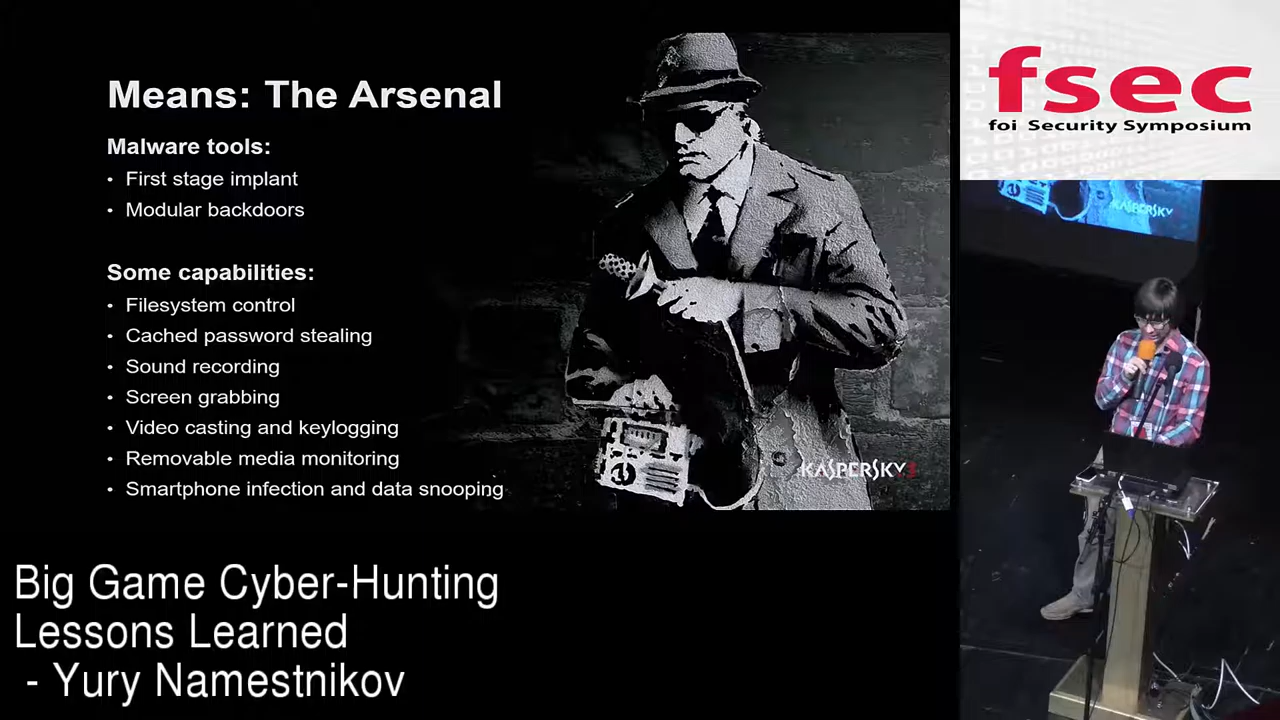 Means: The Arsenal
Malware tools:
• First stage implant
• Modular backdoors
Some capabilities:
• Filesystem control
• Cached password stealing
• Sound recording
• Screen grabbing
• Video casting and keylogging
• Removable media monitoring
• Smartphone infection and data snooping
KASPERSKY
fsec
foi Security Symposium
KASPERSKY
Big Game Cyber-Hunting
Lessons Learned
- Yury Namestnikov